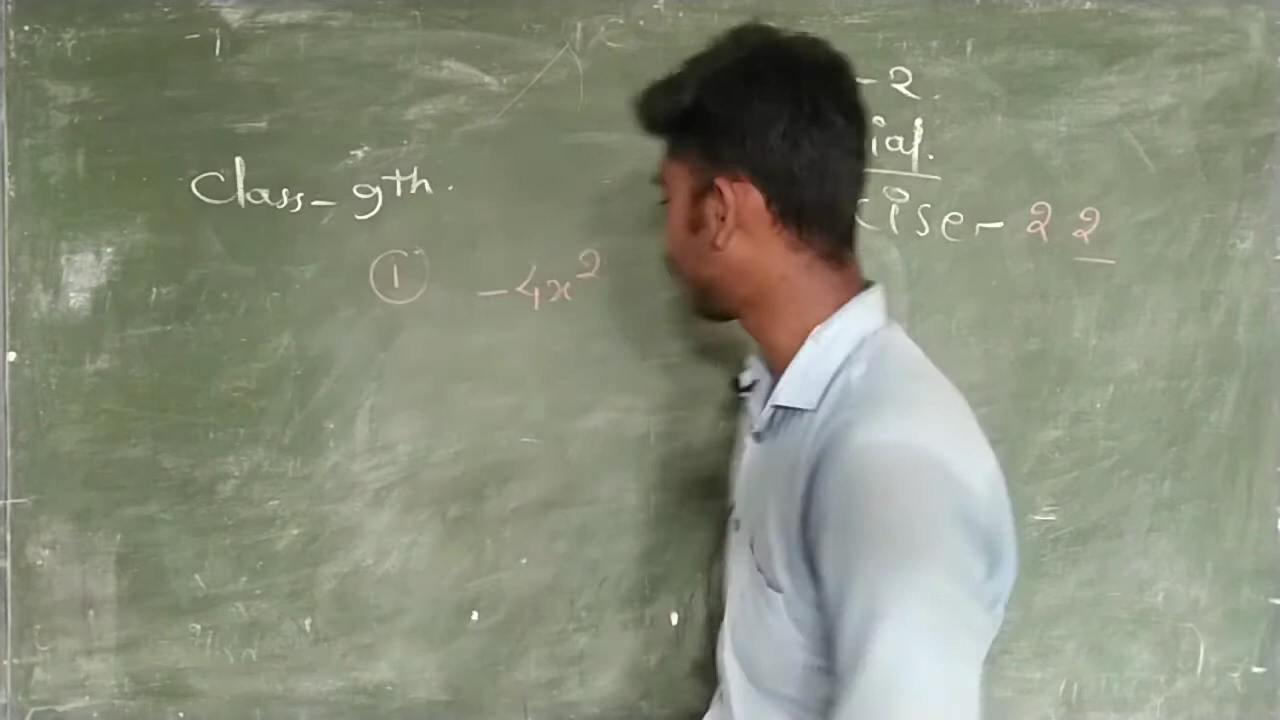 -2.
ial.
Class-9th.
cise-2 2
① -4x²